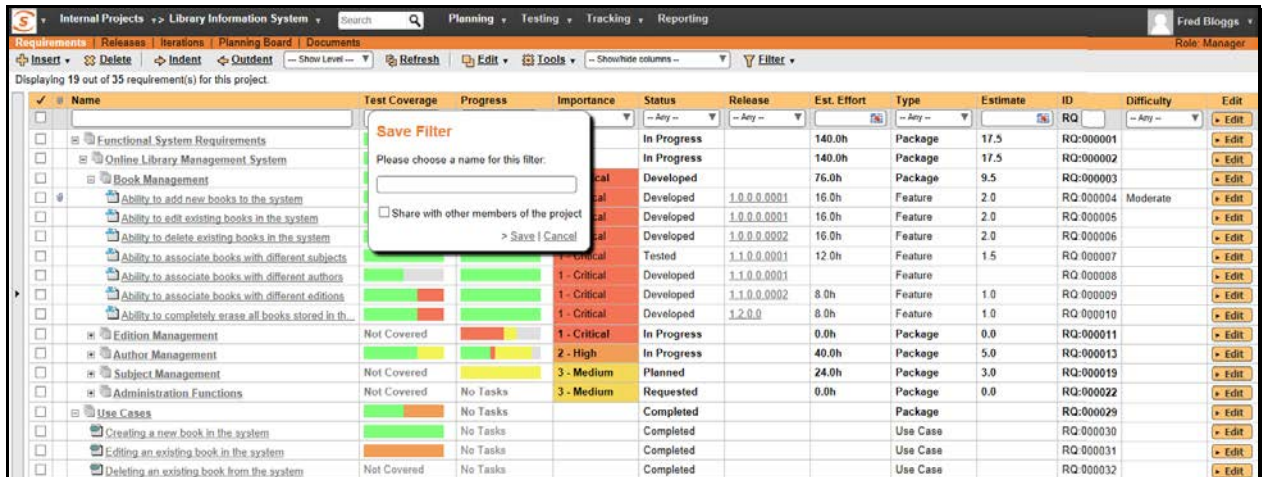 S Internal Projects > Library Information System Search Planning Testing Tracking Reporting Fred Bloggs
Requirements | Releases | Iterations | Planning Board | Documents Role: Manager
Insert Delete Indent Outdent -- Show Level -- Refresh Edit Tools -- Show/hide columns -- Filter
Displaying 19 out of 35 requirement(s) for this project.
Name Test Coverage Progress Importance Status Release Est. Effort Type Estimate ID Difficulty Edit
-- Any -- -- Any -- -- Any -- RQ -- Any -- Edit
Functional System Requirements In Progress 140.0h Package 17.5 RQ:000001 Edit
Online Library Management System In Progress 140.0h Package 17.5 RQ:000002 Edit
Book Management cal Developed 76.0h Package 9.5 RQ:000003 Edit
Ability to add new books to the system cal Developed 1.0.0.0.0001 16.0h Feature 2.0 RQ:000004 Moderate Edit
Ability to edit existing books in the system cal Developed 1.0.0.0.0001 16.0h Feature 2.0 RQ:000005 Edit
Ability to delete existing books in the system cal Developed 1.0.0.0.0002 16.0h Feature 2.0 RQ:000006 Edit
Ability to associate books with different subjects 1 - Critical Tested 1.1.0.0.0001 12.0h Feature 1.5 RQ:000007 Edit
Ability to associate books with different authors 1 - Critical Developed 1.1.0.0.0001 Feature RQ:000008 Edit
Ability to associate books with different editions 1 - Critical Developed 1.1.0.0.0002 8.0h Feature 1.0 RQ:000009 Edit
Ability to completely erase all books stored in th... 1 - Critical Developed 1.2.0.0 8.0h Feature 1.0 RQ:000010 Edit
Edition Management Not Covered 1 - Critical In Progress 0.0h Package 0.0 RQ:000011 Edit
Author Management 2 - High In Progress 40.0h Package 5.0 RQ:000013 Edit
Subject Management Not Covered 3 - Medium Planned 24.0h Package 3.0 RQ:000019 Edit
Administration Functions Not Covered No Tasks 3 - Medium Requested 0.0h Package 0.0 RQ:000022 Edit
Use Cases No Tasks Completed Package RQ:000029 Edit
Creating a new book in the system No Tasks Completed Use Case RQ:000030 Edit
Editing an existing book in the system No Tasks Completed Use Case RQ:000031 Edit
Deleting an existing book from the system Not Covered No Tasks Completed Use Case RQ:000032 Edit
Save Filter
Please choose a name for this filter:
Share with other members of the project
> Save | Cancel